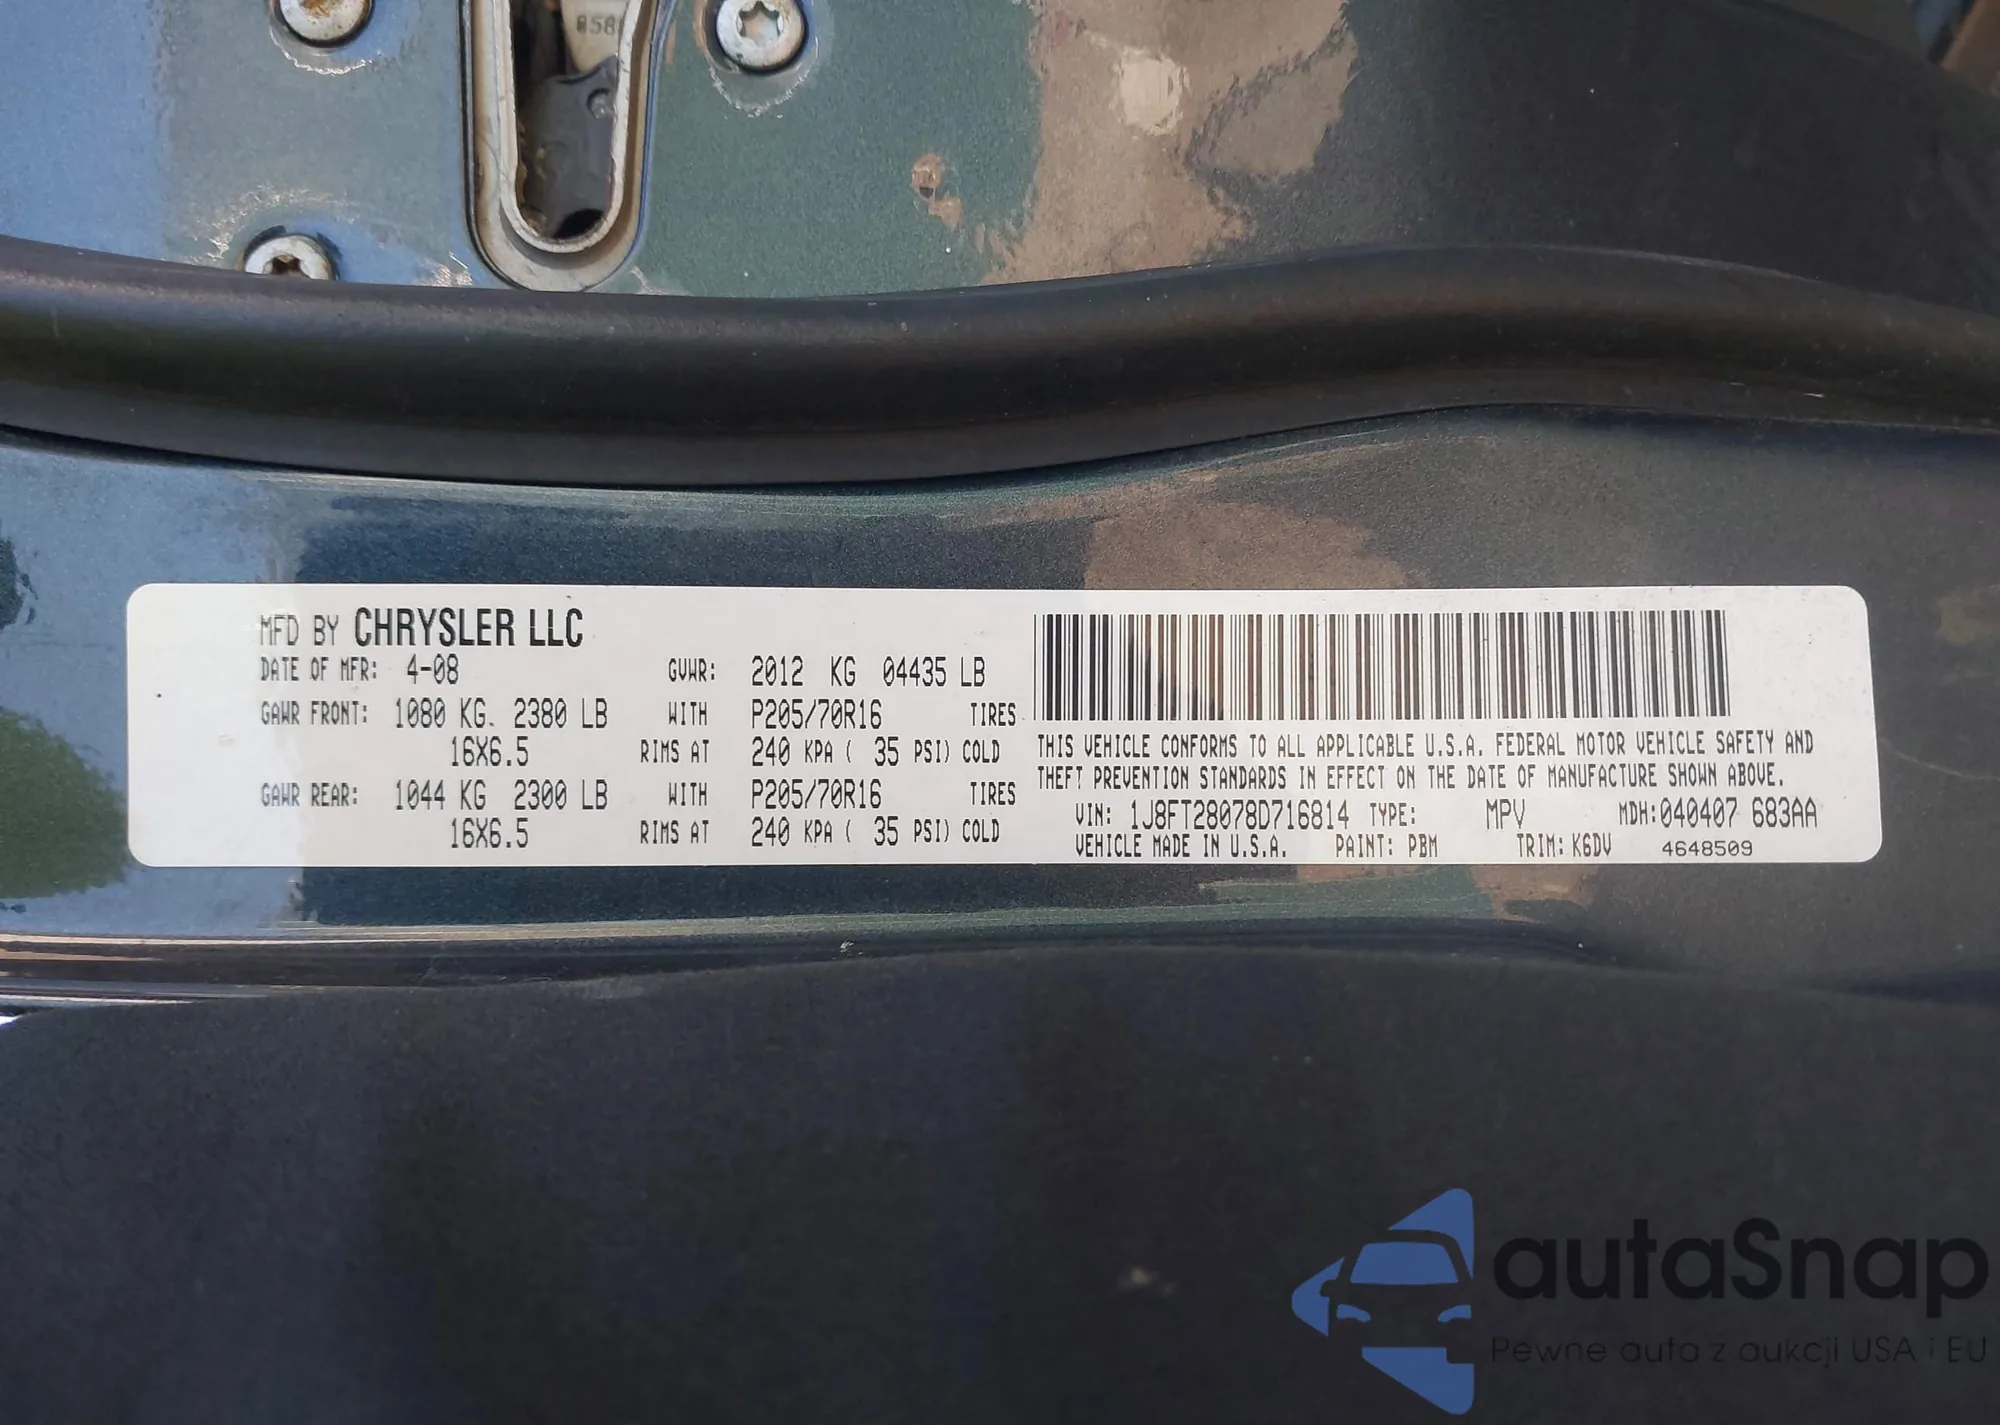 858
MFD BY CHRYSLER LLC
DATE OF MFR: 4-08 GVWR: 2012 KG 04435 LB
GAWR FRONT: 1080 KG. 2380 LB WITH P205/70R16 TIRES
16X6.5 RIMS AT 240 KPA ( 35 PSI) COLD
GAWR REAR: 1044 KG 2300 LB WITH P205/70R16 TIRES
16X6.5 RIMS AT 240 KPA ( 35 PSI) COLD
THIS VEHICLE CONFORMS TO ALL APPLICABLE U.S.A. FEDERAL MOTOR VEHICLE SAFETY AND
THEFT PREVENTION STANDARDS IN EFFECT ON THE DATE OF MANUFACTURE SHOWN ABOVE.
VIN: 1J8FT28078D716814 TYPE: MPV MDH:040407 683AA
VEHICLE MADE IN U.S.A. PAINT: PBM TRIM: K6DV 4648509
autaSnap
Pewne auta z aukcji USA i EU